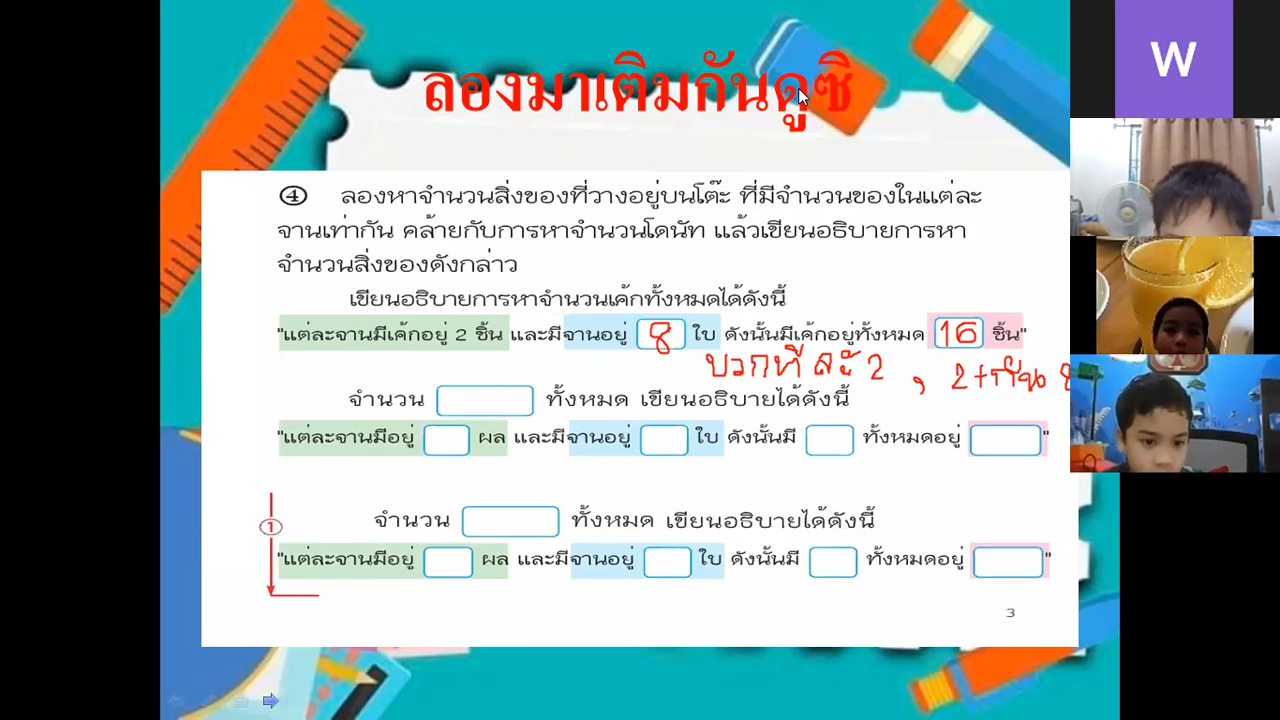 ลองมาเติมกันดูซิ
W
④ ลองหาจำนวนสิ่งของที่วางอยู่บนโต๊ะ ที่มีจำนวนของในแต่ละ
จานเท่ากัน คล้ายกับการหาจำนวนโดนัท แล้วเขียนอธิบายการหา
จำนวนสิ่งของดังกล่าว
เขียนอธิบายการหาจำนวนเค้กทั้งหมดได้ดังนี้
"แต่ละจานมีเค้กอยู่ 2 ชิ้น และมีจานอยู่ 8 ใบ ดังนั้นมีเค้กอยู่ทั้งหมด 16 ชิ้น"
บวกทีละ 2 ,
จำนวน ทั้งหมด เขียนอธิบายได้ดังนี้
"แต่ละจานมีอยู่ ผล และมีจานอยู่ ใบ ดังนั้นมี ทั้งหมดอยู่ "
① จำนวน ทั้งหมด เขียนอธิบายได้ดังนี้
"แต่ละจานมีอยู่ ผล และมีจานอยู่ ใบ ดังนั้นมี ทั้งหมดอยู่ "
3